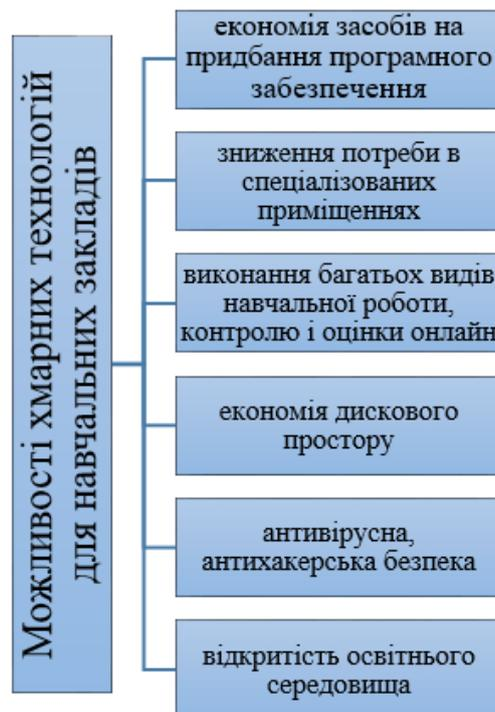 Можливості хмарних технологій
для навчальних закладів
економія засобів на
придбання програмного
забезпечення
зниження потреби в
спеціалізованих
приміщеннях
виконання багатьох видів
навчальної роботи,
контролю і оцінки онлайн
економія дискового
простору
антивірусна,
антихакерська безпека
відкритість освітнього
середовища